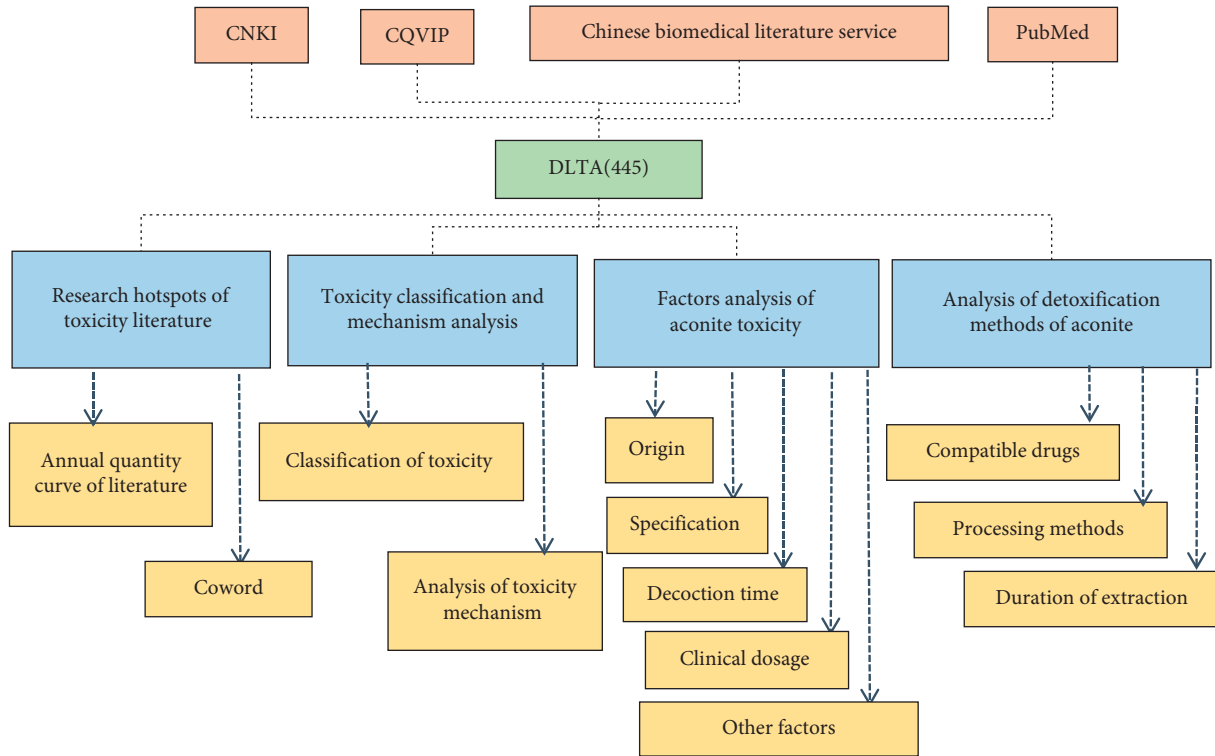 CNKI
CQVIP
Chinese biomedical literature service
PubMed
DLTA(445)
Research hotspots of
toxicity literature
Toxicity classification and
mechanism analysis
Factors analysis of
aconite toxicity
Analysis of detoxification
methods of aconite
Annual quantity
curve of literature
Coword
Classification of toxicity
Analysis of toxicity
mechanism
Origin
Specification
Decoction time
Clinical dosage
Other factors
Compatible drugs
Processing methods
Duration of extraction